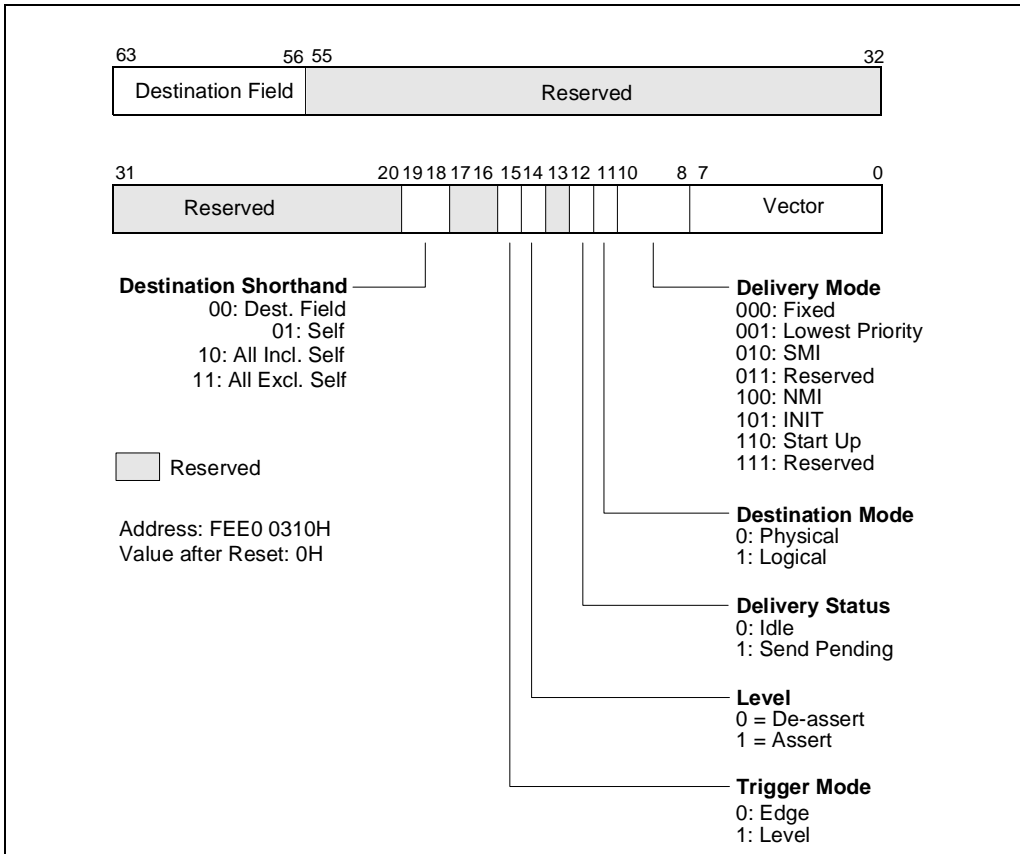 63 56 55 32
Destination Field Reserved
31 20 19 18 17 16 15 14 13 12 11 10 8 7 0
Reserved Vector
Destination Shorthand
00: Dest. Field
01: Self
10: All Incl. Self
11: All Excl. Self
Reserved
Address: FEE0 0310H
Value after Reset: 0H
Delivery Mode
000: Fixed
001: Lowest Priority
010: SMI
011: Reserved
100: NMI
101: INIT
110: Start Up
111: Reserved
Destination Mode
0: Physical
1: Logical
Delivery Status
0: Idle
1: Send Pending
Level
0 = De-assert
1 = Assert
Trigger Mode
0: Edge
1: Level